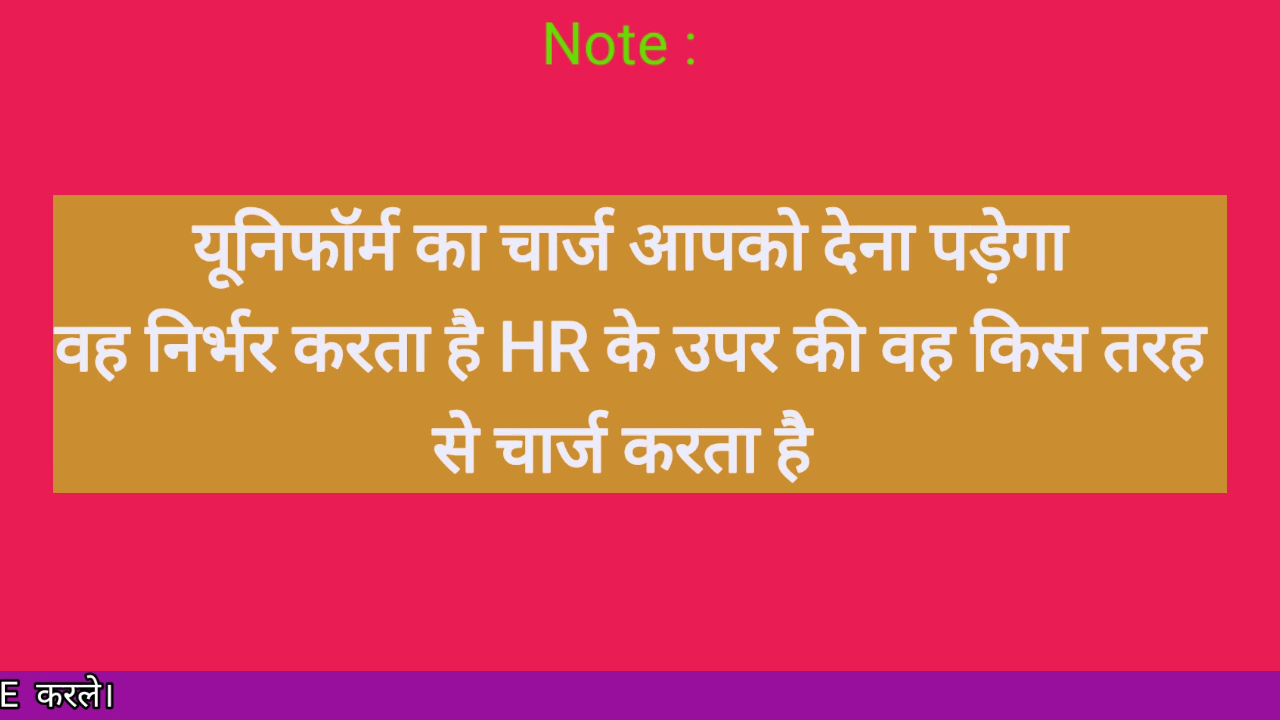 Note :
यूनिफॉर्म का चार्ज आपको देना पड़ेगा
वह निर्भर करता है HR के उपर की वह किस तरह
से चार्ज करता है
E करले।